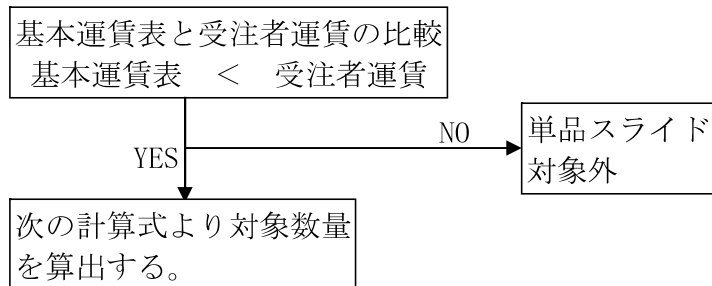 基本運賃表と受注者運賃の比較
基本運賃表　＜　受注者運賃
NO
YES
単品スライド
対象外
次の計算式より対象数量
を算出する。